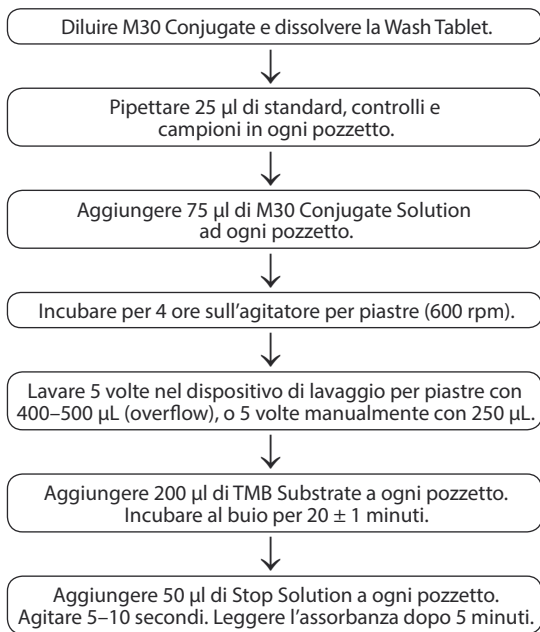 Diluire M30 Conjugate e dissolvere la Wash Tablet.
Pipettare 25 µl di standard, controlli e
campioni in ogni pozzetto.
Aggiungere 75 µl di M30 Conjugate Solution
ad ogni pozzetto.
Incubare per 4 ore sull’agitatore per piastre (600 rpm).
Lavare 5 volte nel dispositivo di lavaggio per piastre con
400–500 µL (overflow), o 5 volte manualmente con 250 µL.
Aggiungere 200 µl di TMB Substrate a ogni pozzetto.
Incubare al buio per 20 ± 1 minuti.
Aggiungere 50 µl di Stop Solution a ogni pozzetto.
Agitare 5–10 secondi. Leggere l’assorbanza dopo 5 minuti.